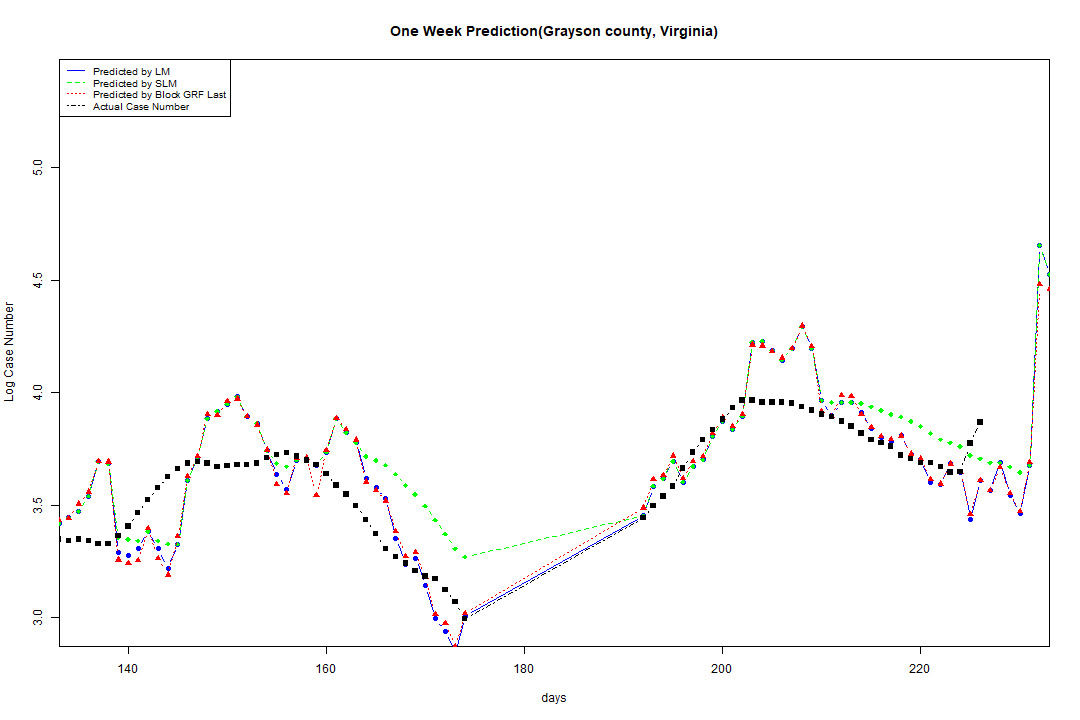 One Week Prediction(Grayson county, Virginia)
Predicted by LM
Predicted by SLM
Predicted by Block GRF Last
Actual Case Number
Log Case Number
5.0
4.5
4.0
3.5
3.0
140 160 180 200 220
days